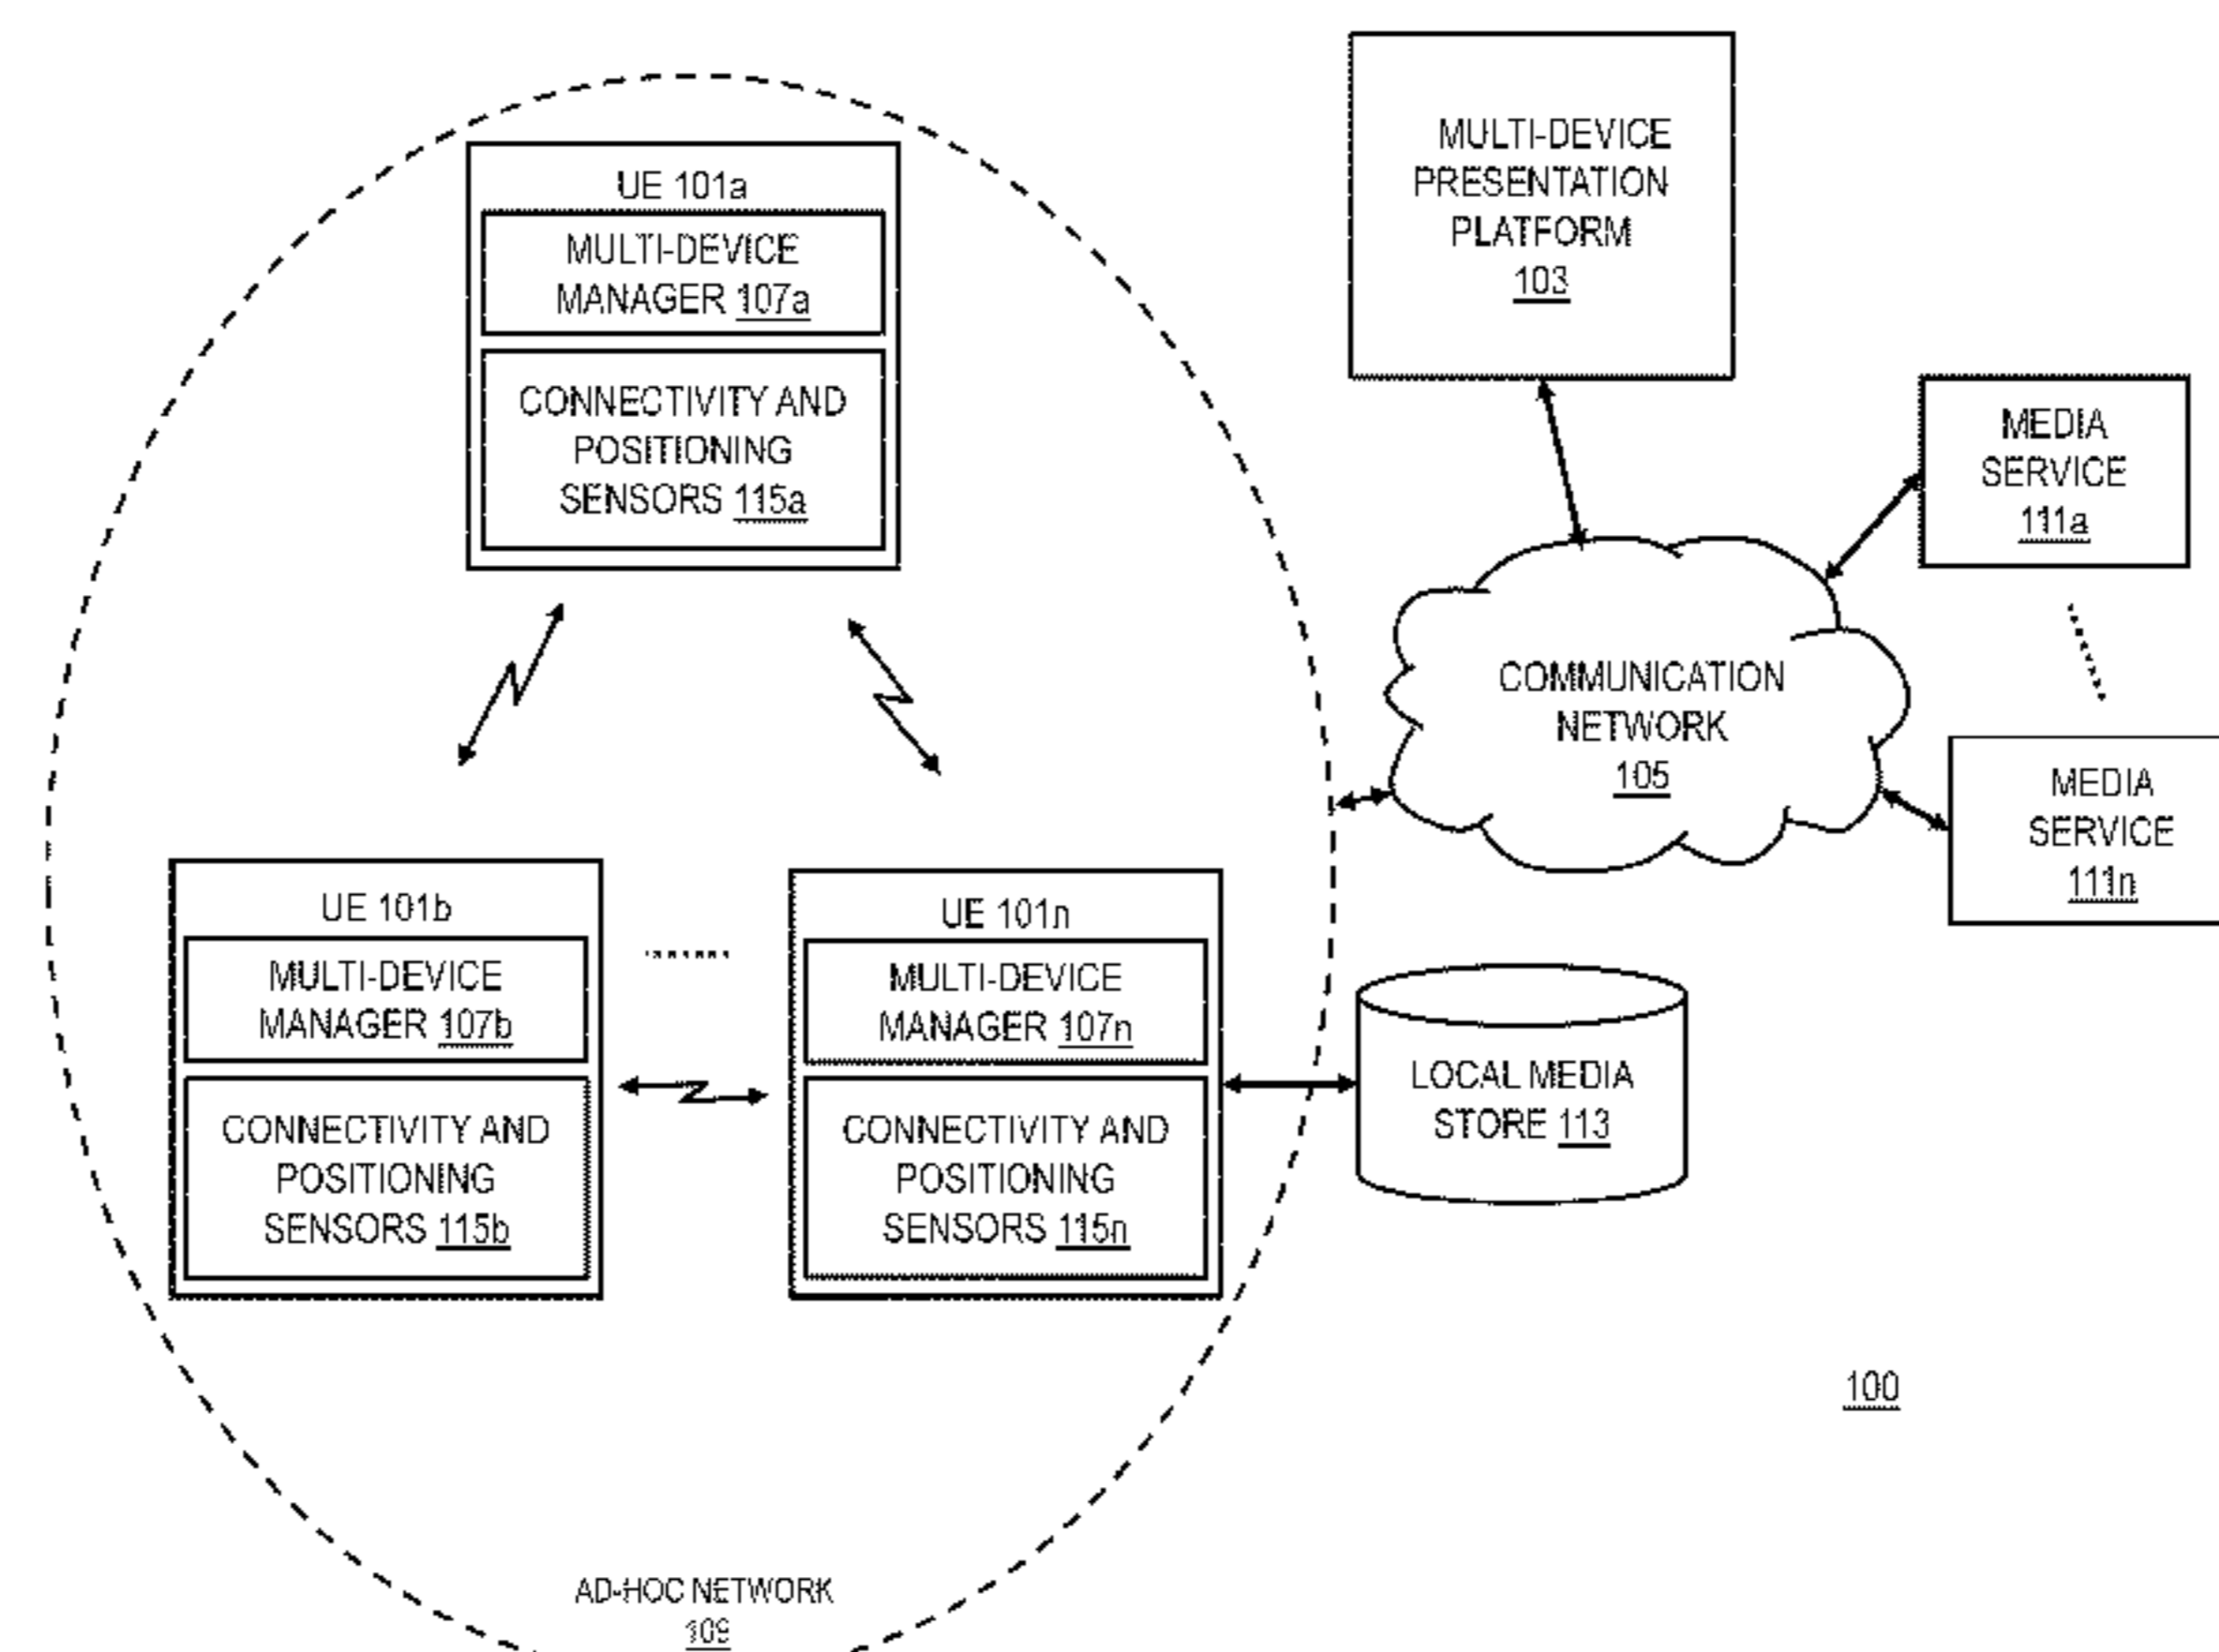 MULTI-DEVICE
PRESENTATION
PLATFORM
103
UE 101a
MULTI-DEVICE
MANAGER 107a
CONNECTIVITY AND
POSITIONING
SENSORS 115a
MEDIA
SERVICE
111a
COMMUNICATION
NETWORK
105
MEDIA
SERVICE
111n
UE 101b
MULTI-DEVICE
MANAGER 107b
CONNECTIVITY AND
POSITIONING
SENSORS 115b
UE 101n
MULTI-DEVICE
MANAGER 107n
CONNECTIVITY AND
POSITIONING
SENSORS 115n
LOCAL MEDIA
STORE 113
100
AD-HOC NETWORK
109